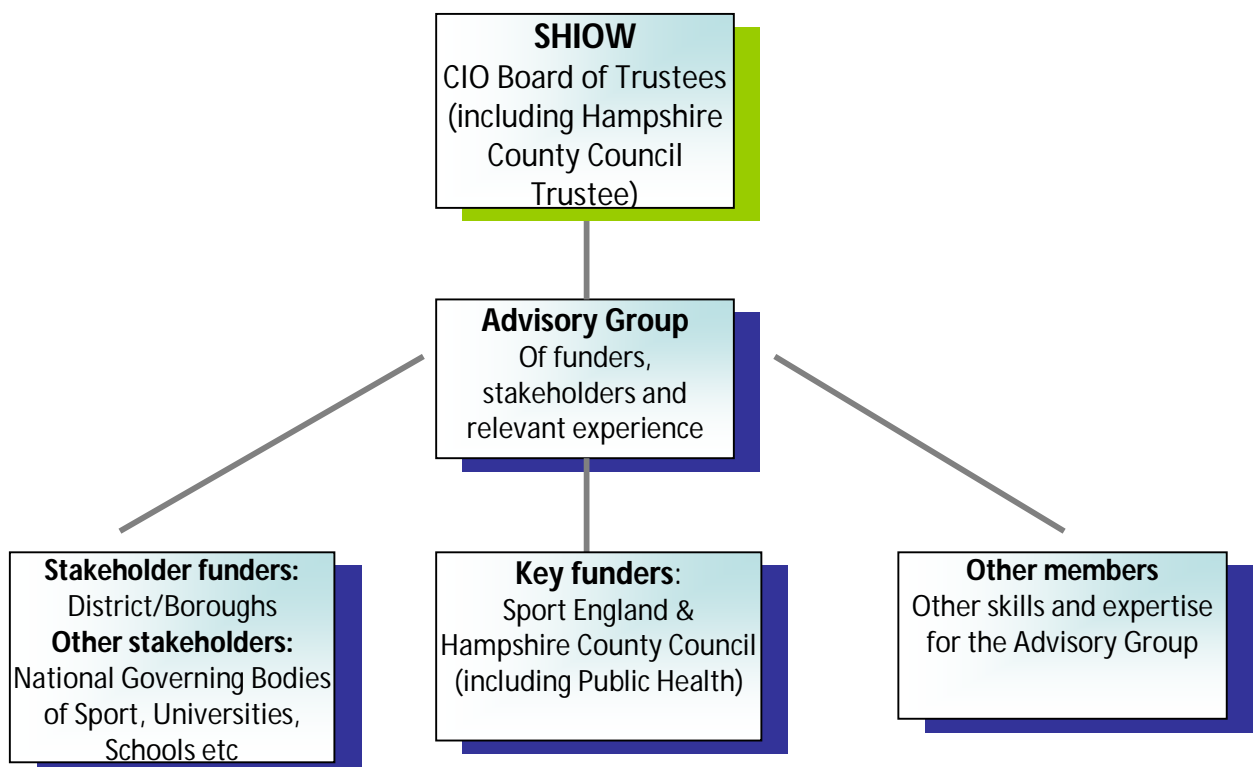 SHIOW
CIO Board of Trustees
(including Hampshire
County Council
Trustee)
Advisory Group
Of funders,
stakeholders and
relevant experience
Stakeholder funders:
District/Boroughs
Other stakeholders:
National Governing Bodies
of Sport, Universities,
Schools etc
Key funders:
Sport England &
Hampshire County Council
(including Public Health)
Other members
Other skills and expertise
for the Advisory Group